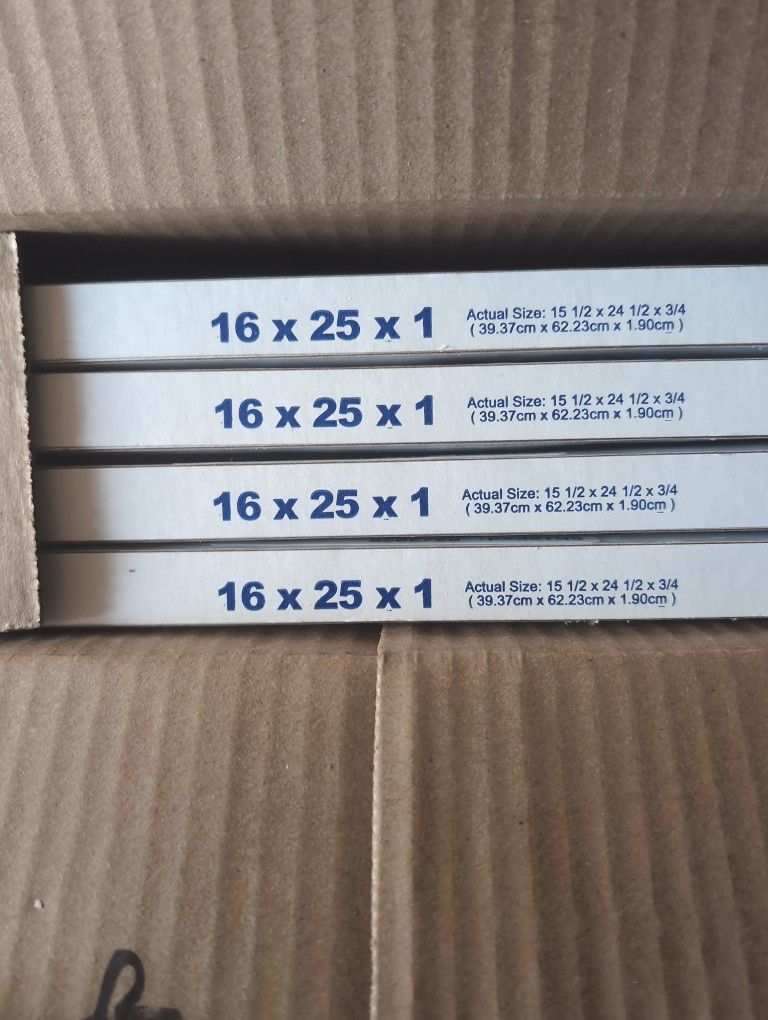 16 x 25 x 1
Actual Size: 15 1/2 x 24 1/2 x 3/4
( 39.37cm x 62.23cm x 1.90cm )
16 x 25 x 1
Actual Size: 15 1/2 x 24 1/2 x 3/4
( 39.37cm x 62.23cm x 1.90cm )
16 x 25 x 1
Actual Size: 15 1/2 x 24 1/2 x 3/4
( 39.37cm x 62.23cm x 1.90cm )
16 x 25 x 1
Actual Size: 15 1/2 x 24 1/2 x 3/4
( 39.37cm x 62.23cm x 1.90cm )